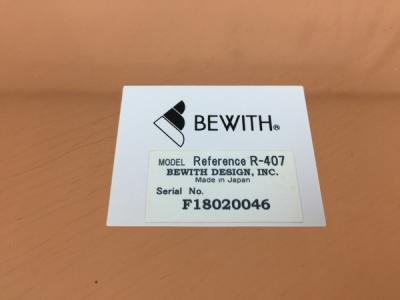 BEWITH®
MODEL Reference R-407
BEWITH DESIGN, INC.
Made in Japan
Serial No.
F18020046